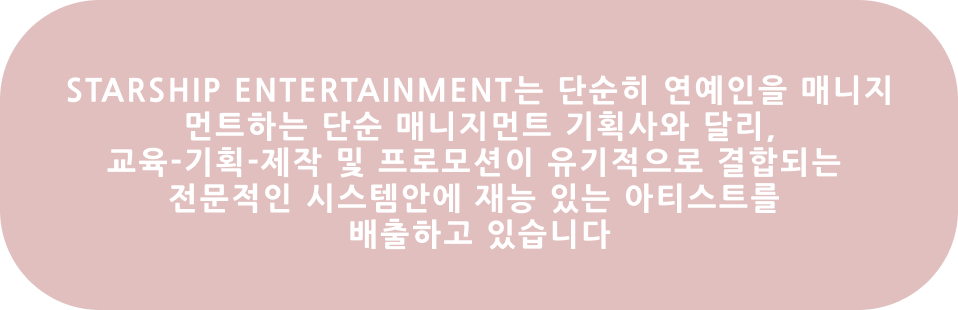 STARSHIP ENTERTAINMENT는 단순히 연예인을 매니지
먼트하는 단순 매니지먼트 기획사와 달리,
교육-기획-제작 및 프로모션이 유기적으로 결합되는
전문적인 시스템안에 재능 있는 아티스트를
배출하고 있습니다